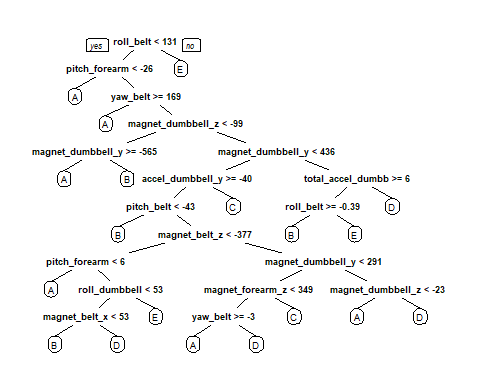 yes roll_belt < 131 no
pitch_forearm < -26 E
A yaw_belt >= 169
A magnet_dumbbell_z < -99
magnet_dumbbell_y >= -565 magnet_dumbbell_y < 436
A B accel_dumbbell_y >= -40 total_accel_dumbb >= 6
pitch_belt < -43 C roll_belt >= -0.39 D
B magnet_belt_z < -377 B E
pitch_forearm < 6 magnet_dumbbell_y < 291
A roll_dumbbell < 53 magnet_forearm_z < 349 magnet_dumbbell_z < -23
magnet_belt_x < 53 E yaw_belt >= -3 C A D
B D A D